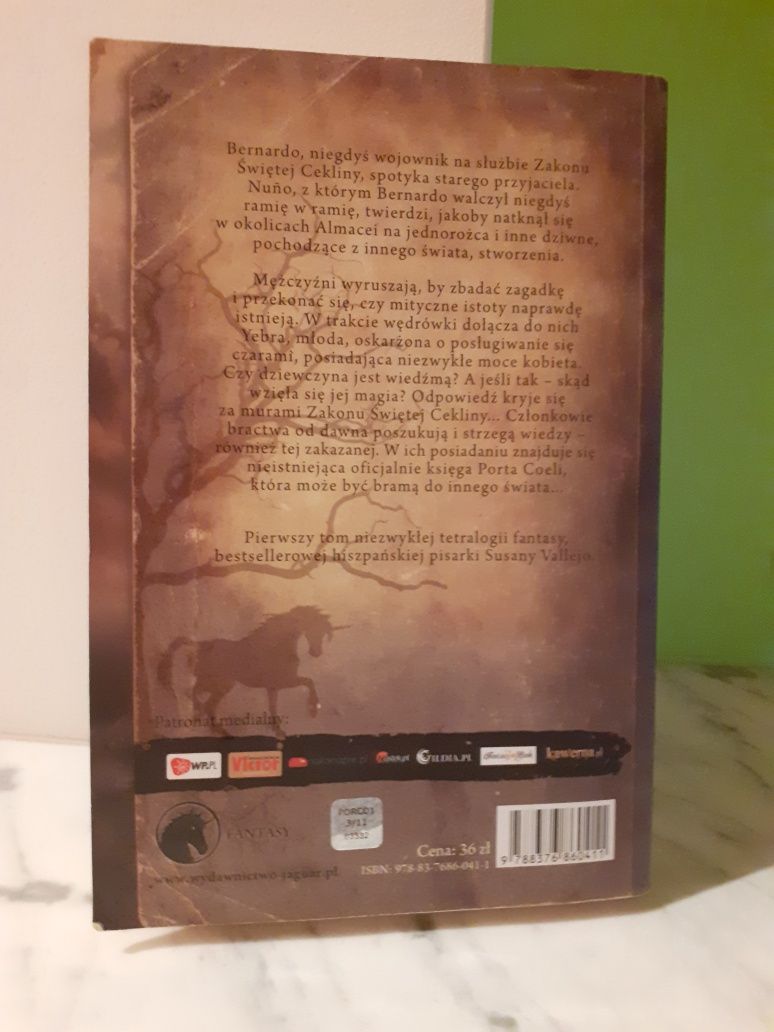 Bernardo, niegdyś wojownik na służbie Zakonu
Świętej Cekliny, spotyka starego przyjaciela.
Nuño, z którym Bernardo walczył niegdyś
ramię w ramię, twierdzi, jakoby natknął się
w okolicach Almacei na jednorożca i inne dziwne,
pochodzące z innego świata, stworzenia.
Mężczyźni wyruszają, by zbadać zagadkę
i przekonać się, czy mityczne istoty naprawdę
istnieją. W trakcie wędrówki dołącza do nich
Yebra, młoda, oskarżona o posługiwanie się
czarami, posiadająca niezwykłe moce kobieta.
Czy dziewczyna jest wiedźmą? A jeśli tak – skąd
wzięła się jej magia? Odpowiedź kryje się
za murami Zakonu Świętej Cekliny... Członkowie
bractwa od dawna poszukują i strzegą wiedzy –
również tej zakazanej. W ich posiadaniu znajduje się
nieistniejąca oficjalnie księga Porta Coeli,
która może być bramą do innego świata...
Pierwszy tom niezwykłej tetralogii fantasy,
bestsellerowej hiszpańskiej pisarki Susany Vallejo.
Patronat medialny:
WP.PL Victor GILDIA.PL kawerna.pl
FANTASY
3/11
Cena: 36 zł
www.wydawnictwo-jaguar.pl
ISBN: 978-83-7686-041-1
9 788376 860411